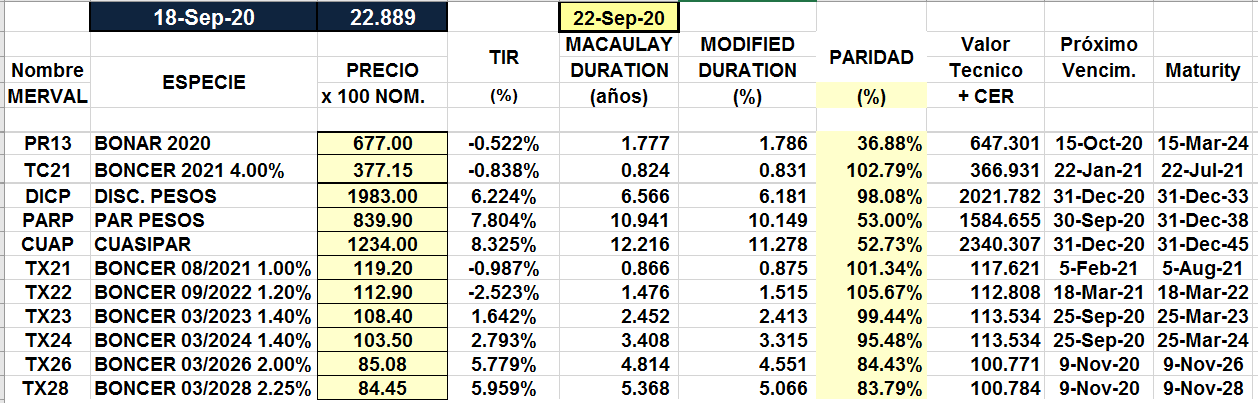 18-Sep-20 22.889 22-Sep-20
MACAULAY MODIFIED Valor Próximo
TIR PARIDAD
Nombre PRECIO DURATION DURATION Tecnico Vencim. Maturity
ESPECIE
MERVAL x 100 NOM. (%) (años) (%) (%) + CER
PR13 BONAR 2020 677.00 -0.522% 1.777 1.786 36.88% 647.301 15-Oct-20 15-Mar-24
TC21 BONCER 2021 4.00% 377.15 -0.838% 0.824 0.831 102.79% 366.931 22-Jan-21 22-Jul-21
DICP DISC. PESOS 1983.00 6.224% 6.566 6.181 98.08% 2021.782 31-Dec-20 31-Dec-33
PARP PAR PESOS 839.90 7.804% 10.941 10.149 53.00% 1584.655 30-Sep-20 31-Dec-38
CUAP CUASIPAR 1234.00 8.325% 12.216 11.278 52.73% 2340.307 31-Dec-20 31-Dec-45
TX21 BONCER 08/2021 1.00% 119.20 -0.987% 0.866 0.875 101.34% 117.621 5-Feb-21 5-Aug-21
TX22 BONCER 09/2022 1.20% 112.90 -2.523% 1.476 1.515 105.67% 112.808 18-Mar-21 18-Mar-22
TX23 BONCER 03/2023 1.40% 108.40 1.642% 2.452 2.413 99.44% 113.534 25-Sep-20 25-Mar-23
TX24 BONCER 03/2024 1.40% 103.50 2.793% 3.408 3.315 95.48% 113.534 25-Sep-20 25-Mar-24
TX26 BONCER 03/2026 2.00% 85.08 5.779% 4.814 4.551 84.43% 100.771 9-Nov-20 9-Nov-26
TX28 BONCER 03/2028 2.25% 84.45 5.959% 5.368 5.066 83.79% 100.784 9-Nov-20 9-Nov-28